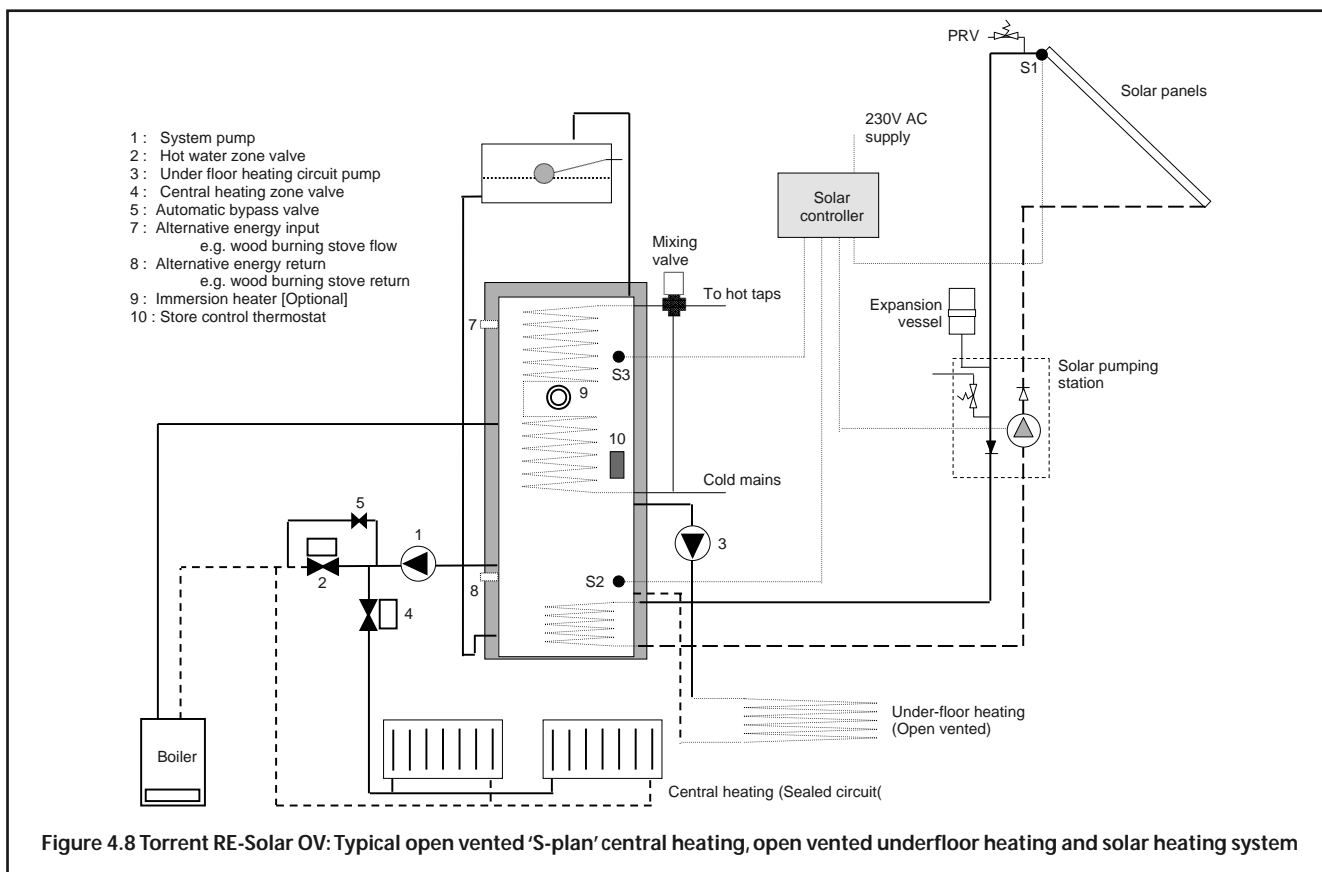 PRV
S1
Solar panels
230V AC
supply
1 : System pump
2 : Hot water zone valve
3 : Under floor heating circuit pump
4 : Central heating zone valve
5 : Automatic bypass valve
7 : Alternative energy input
e.g. wood burning stove flow
8 : Alternative energy return
e.g. wood burning stove return
9 : Immersion heater [Optional]
10 : Store control thermostat
Solar
controller
Mixing
valve
To hot taps
Expansion
vessel
7
S3
Solar pumping
station
9
10
Cold mains
5
1
3
2
8
S2
4
Under-floor heating
(Open vented)
Boiler
Central heating (Sealed circuit(
Figure 4.8 Torrent RE-Solar OV: Typical open vented ‘S-plan’ central heating, open vented underfloor heating and solar heating system